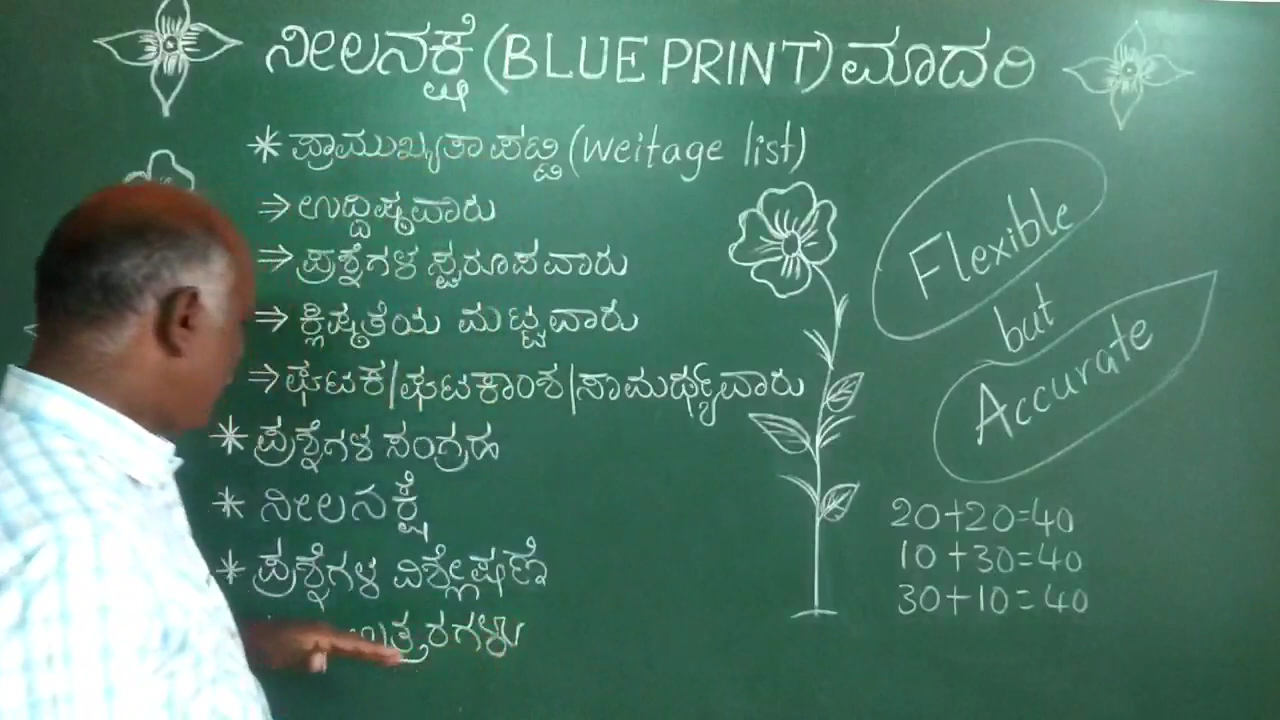 ನೀಲನಕ್ಷೆ (BLUE PRINT) ಮಾದರಿ
* ಪ್ರಾಮುಖ್ಯತಾ ಪಟ್ಟಿ (weitage list)
⇒ ಉದ್ದಿಷ್ಟವಾರು
⇒ ಪ್ರಶ್ನೆಗಳ ಸ್ವರೂಪವಾರು
⇒ ಕ್ಲಿಷ್ಠತೆಯ ಮಟ್ಟವಾರು
⇒ ಘಟಕ/ಘಟಕಾಂಶ/ಸಾಮರ್ಥ್ಯವಾರು
* ಪ್ರಶ್ನೆಗಳ ಸಂಗ್ರಹ
* ನೀಲನಕ್ಷೆ
* ಪ್ರಶ್ನೆಗಳ ವಿಶ್ಲೇಷಣೆ
Flexible
but
Accurate
20+20=40
10+30=40
30+10=40